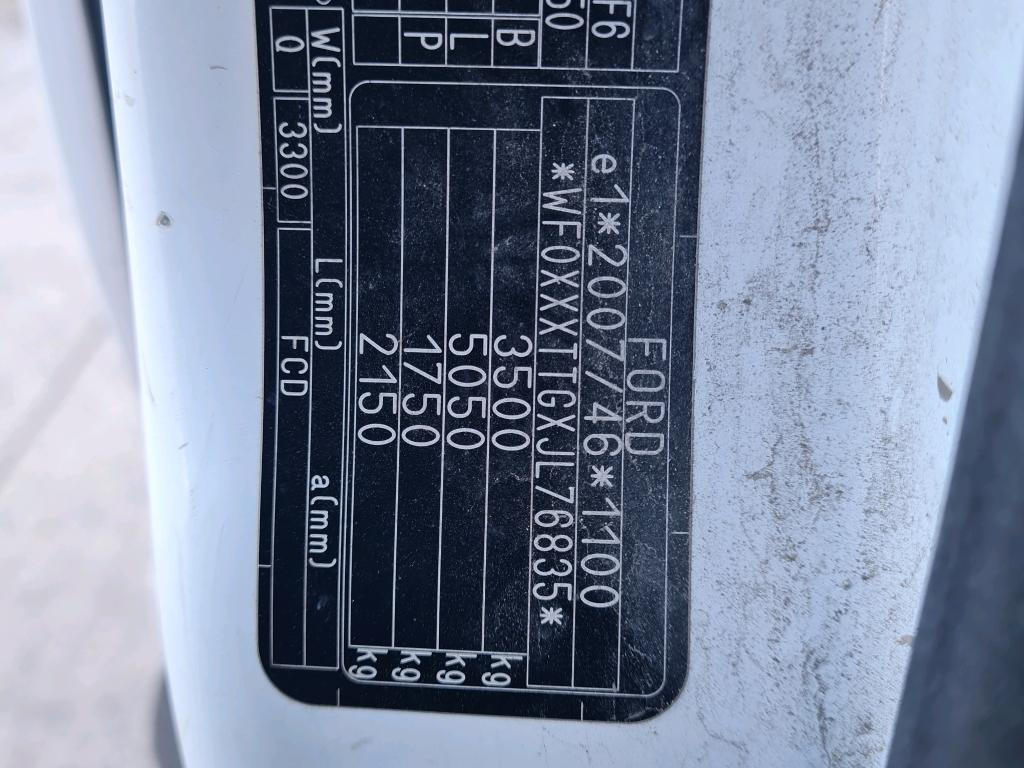 F6
50
B
L
P
FORD
e1*2007/46*1100
*WF0XXXTTGXJL76835*
3500 kg
5050 kg
1750 kg
2150 kg
W(mm) L(mm) a(mm)
Q 3300 FCD